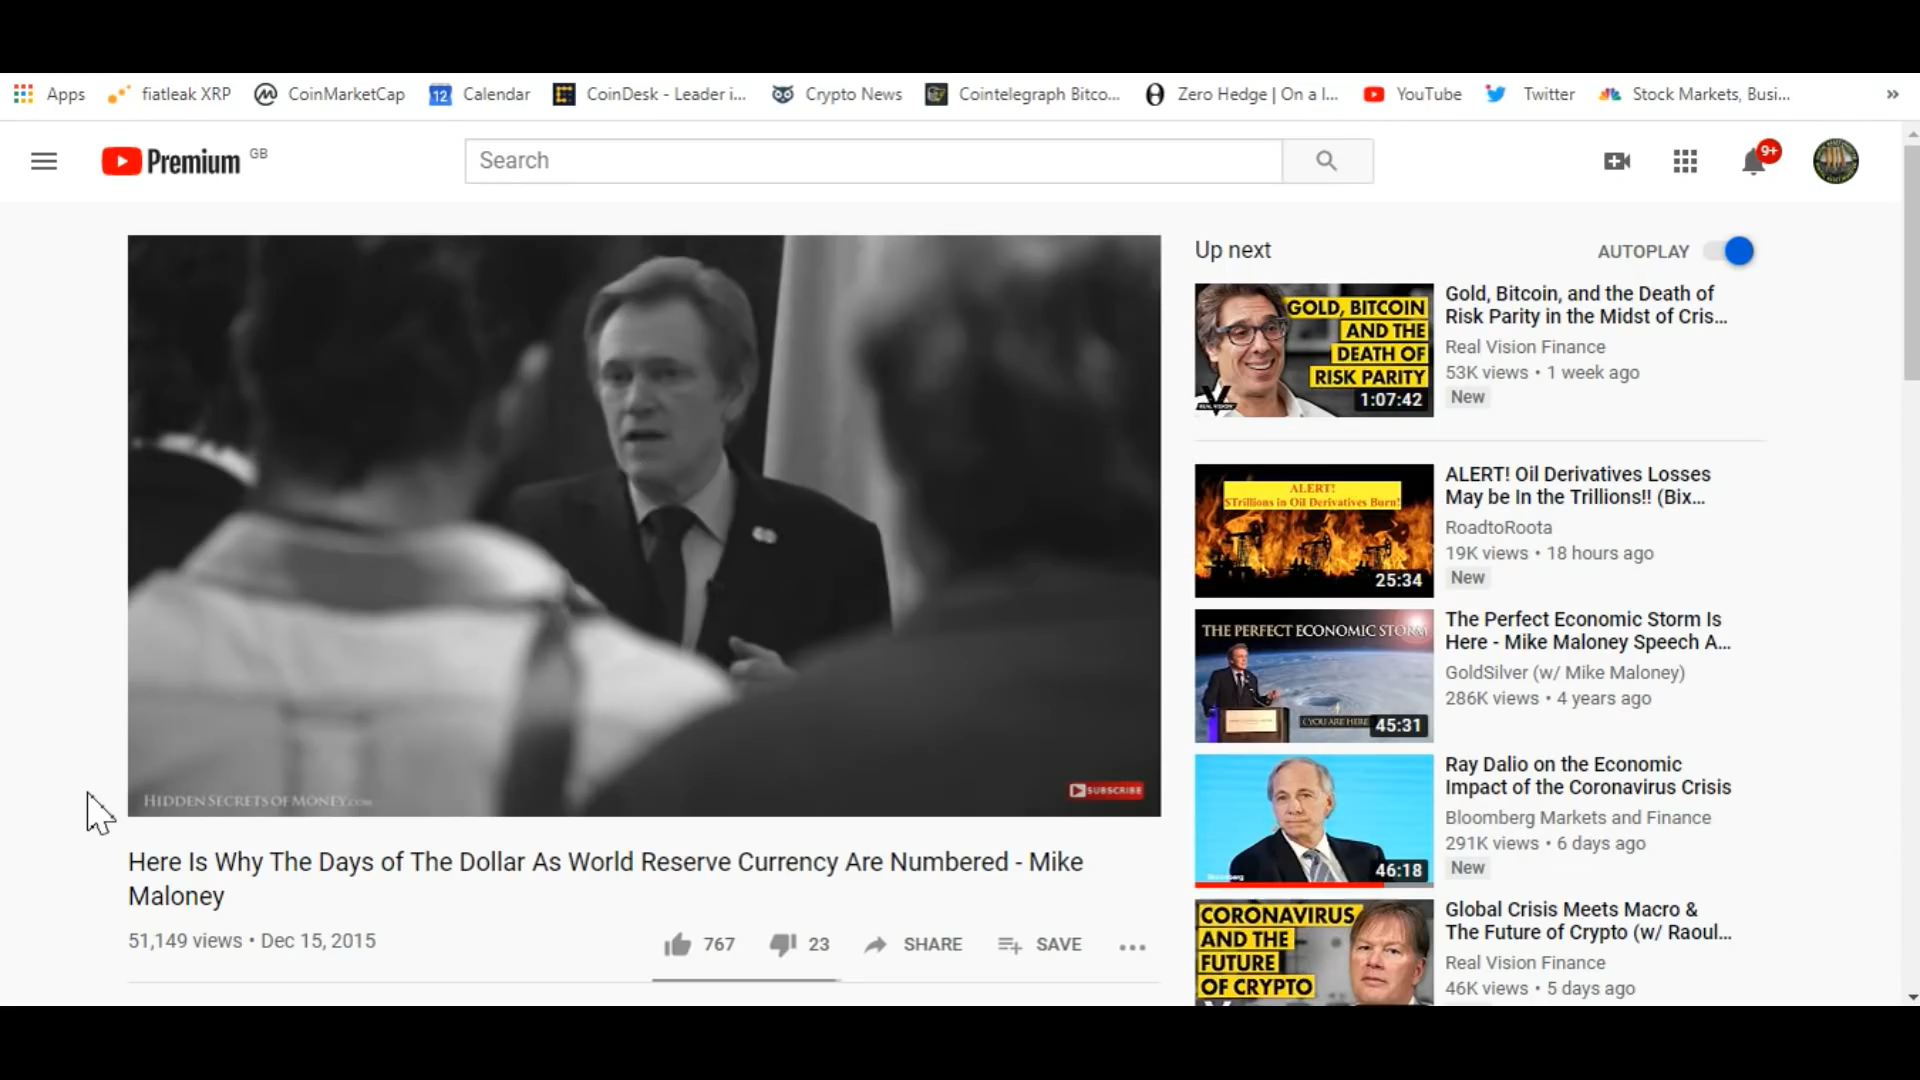 Apps
fiatleak XRP
CoinMarketCap
12
Calendar
CoinDesk - Leader i...
Crypto News
Cointelegraph Bitco...
Zero Hedge | On a l...
YouTube
Twitter
Stock Markets, Busi...
»
Premium GB
Search
9+
HIDDEN SECRETS OF MONEY.COM
SUBSCRIBE
Here Is Why The Days of The Dollar As World Reserve Currency Are Numbered - Mike
Maloney
51,149 views • Dec 15, 2015
767
23
SHARE
SAVE
Up next
AUTOPLAY
GOLD, BITCOIN
AND THE
DEATH OF
RISK PARITY
REAL VISION
1:07:42
Gold, Bitcoin, and the Death of
Risk Parity in the Midst of Cris...
Real Vision Finance
53K views • 1 week ago
New
ALERT!
$Trillions in Oil Derivatives Burn!
25:34
ALERT! Oil Derivatives Losses
May be In the Trillions!! (Bix...
RoadtoRoota
19K views • 18 hours ago
New
THE PERFECT ECONOMIC STORM
(YOU ARE HERE
45:31
The Perfect Economic Storm Is
Here - Mike Maloney Speech A...
GoldSilver (w/ Mike Maloney)
286K views • 4 years ago
Bloomberg
46:18
Ray Dalio on the Economic
Impact of the Coronavirus Crisis
Bloomberg Markets and Finance
291K views • 6 days ago
New
CORONAVIRUS
AND THE
FUTURE
OF CRYPTO
Global Crisis Meets Macro &
The Future of Crypto (w/ Raoul...
Real Vision Finance
46K views • 5 days ago